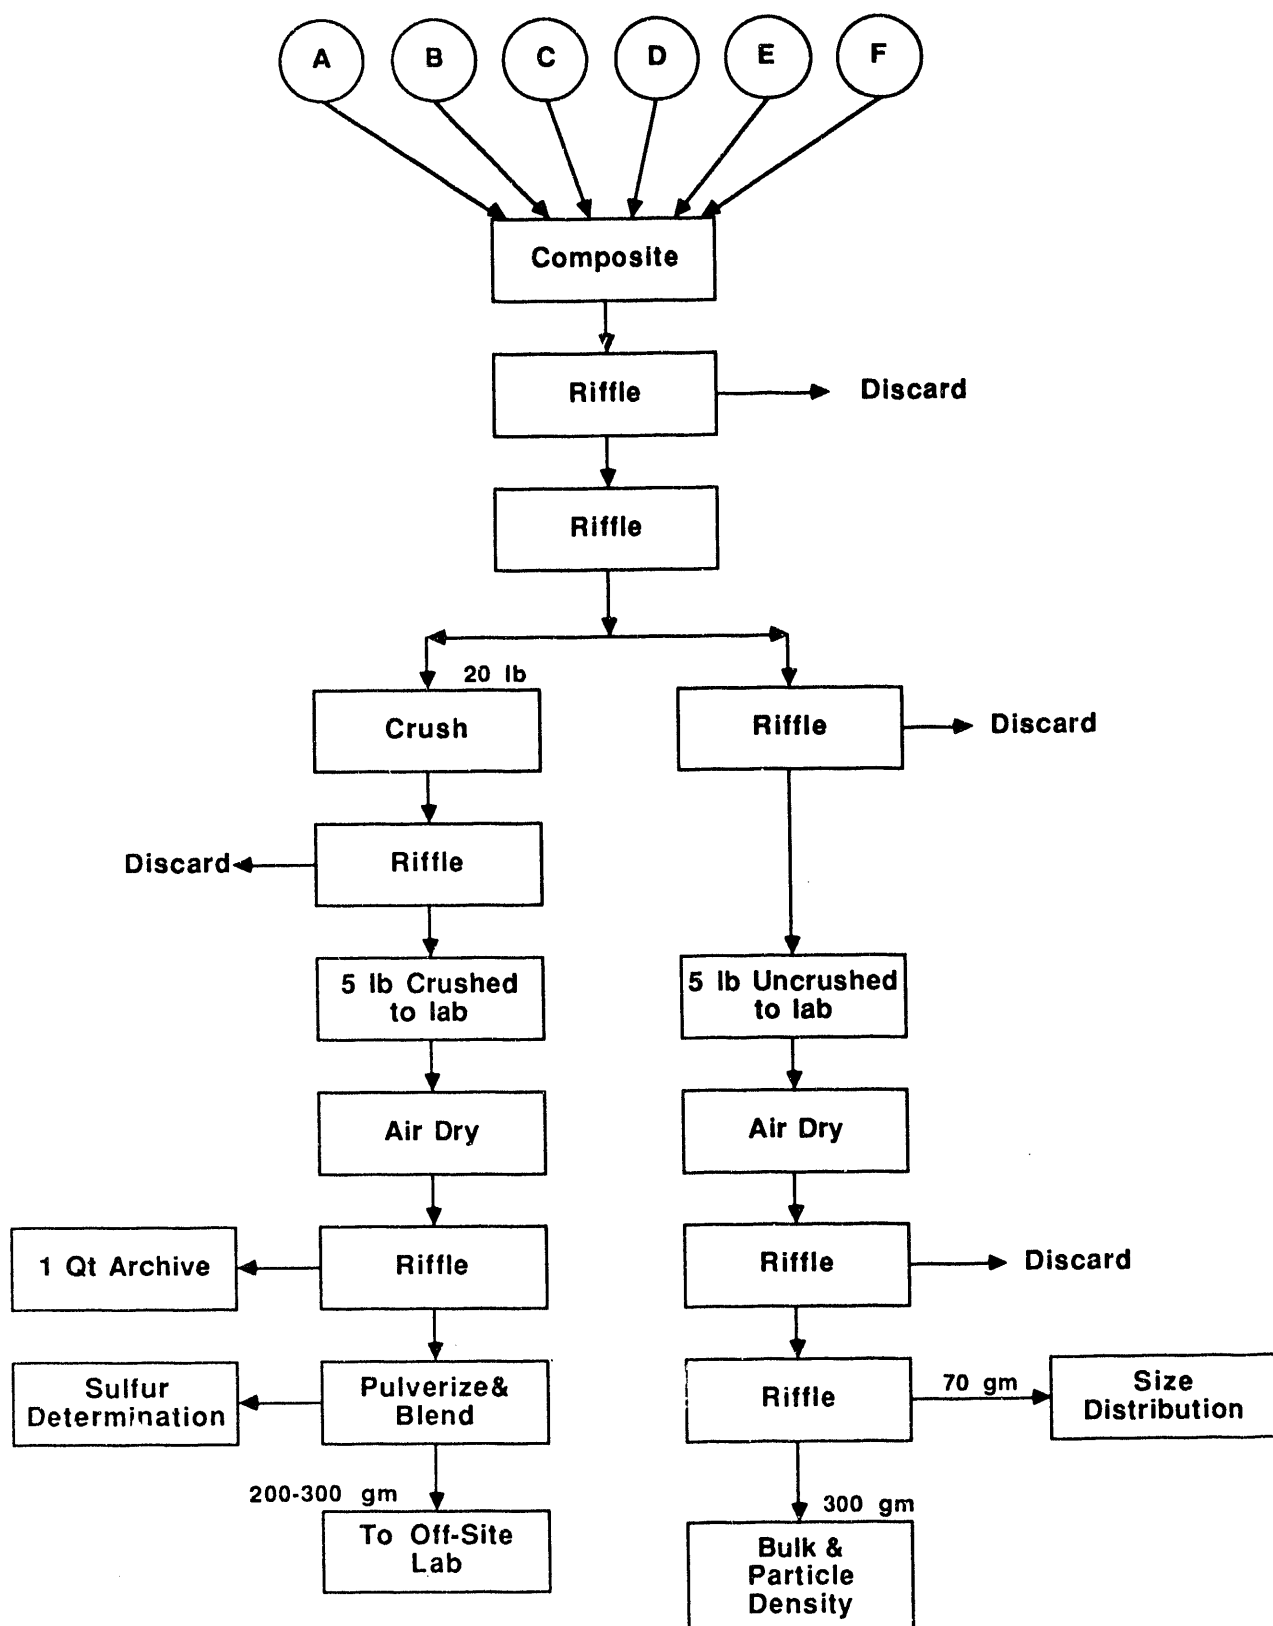 A B C D E F
Composite
Riffle
Discard
Riffle
20 lb
Crush
Riffle
Discard
Discard
Riffle
5 lb Crushed
to lab
5 lb Uncrushed
to lab
Air Dry
Air Dry
1 Qt Archive
Riffle
Riffle
Discard
Sulfur
Determination
Pulverize &
Blend
Riffle
70 gm
Size
Distribution
200-300 gm
To Off-Site
Lab
300 gm
Bulk &
Particle
Density